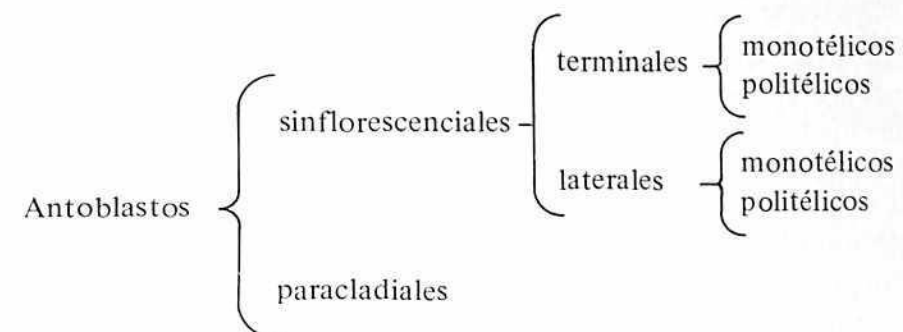 terminales
monotélicos
politélicos
sinflorescenciales
laterales
monotélicos
politélicos
Antoblastos
paracladiales